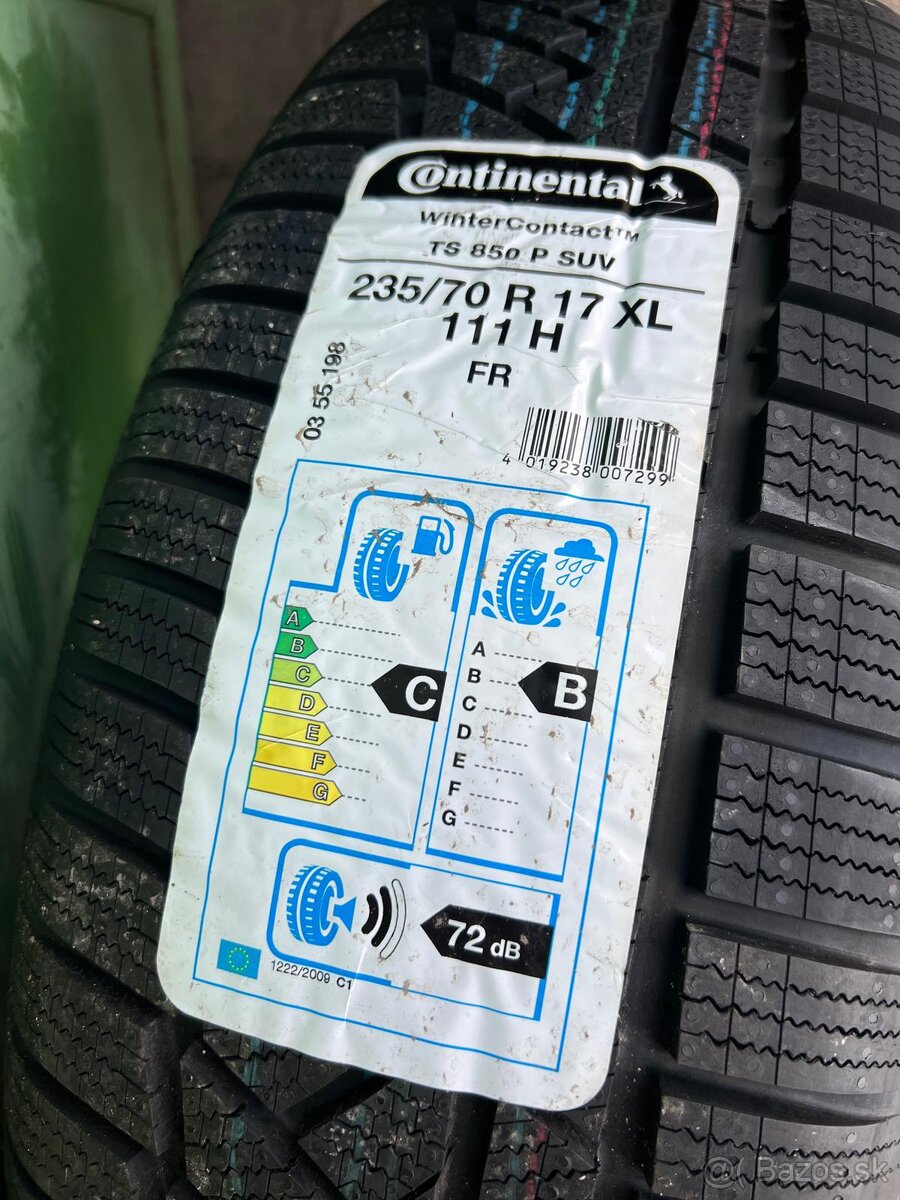 Continental
WinterContact™
TS 850 P SUV
235/70 R 17 XL
111 H
FR
03 55 198
4 019238 007299
A
B
C
D
E
F
G
C
A
B
C
D
E
F
G
B
72 dB
1222/2009 C1
Bazos.sk